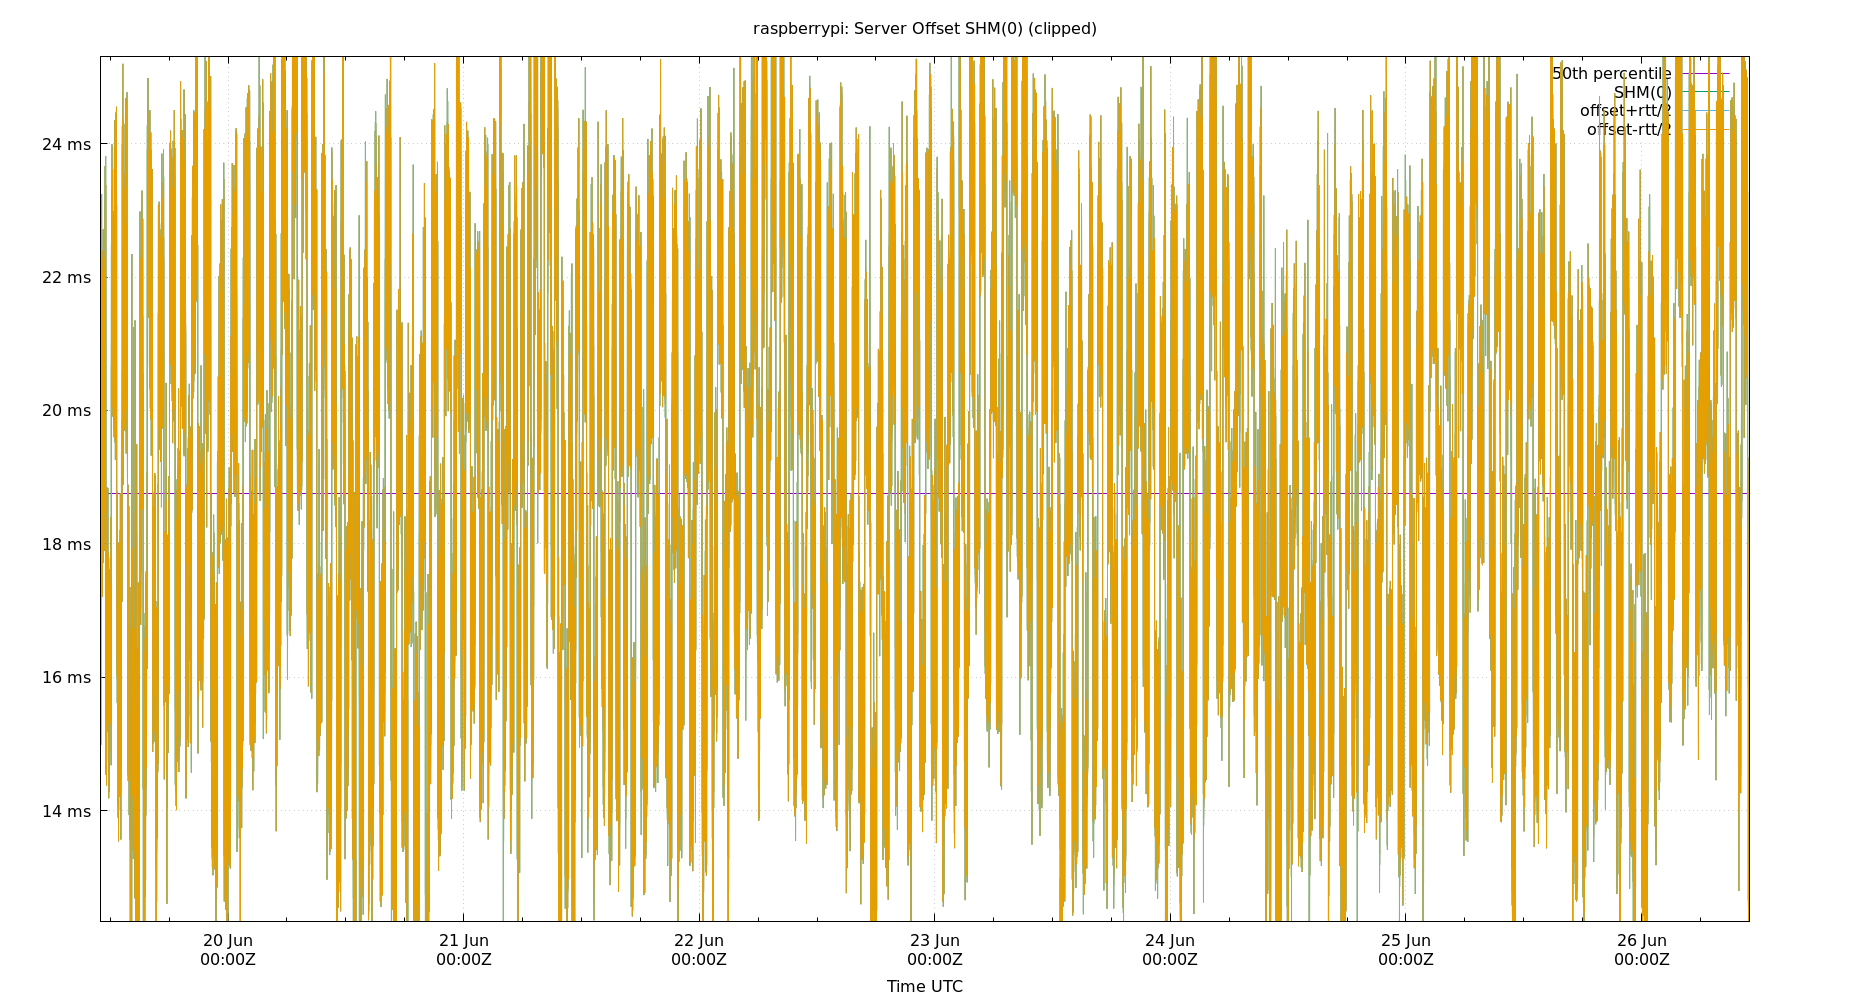 raspberrypi: Server Offset SHM(0) (clipped)
50th percentile
SHM(0)
offset+rtt/2
offset-rtt/2
24 ms
22 ms
20 ms
18 ms
16 ms
14 ms
20 Jun 21 Jun 22 Jun 23 Jun 24 Jun 25 Jun 26 Jun
00:00Z 00:00Z 00:00Z 00:00Z 00:00Z 00:00Z 00:00Z
Time UTC